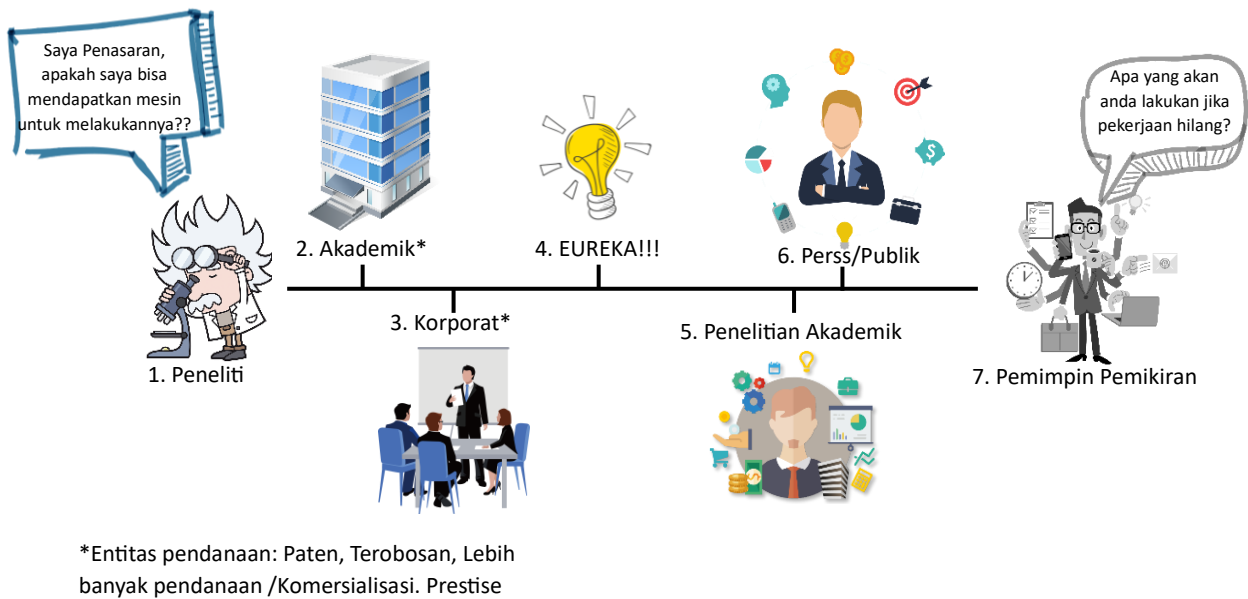 Saya Penasaran,
apakah saya bisa
mendapatkan mesin
untuk melakukannya??
1. Peneliti
2. Akademik*
3. Korporat*
4. EUREKA!!!
5. Penelitian Akademik
6. Perss/Publik
Apa yang akan
anda lakukan jika
pekerjaan hilang?
7. Pemimpin Pemikiran
*Entitas pendanaan: Paten, Terobosan, Lebih
banyak pendanaan /Komersialisasi. Prestise